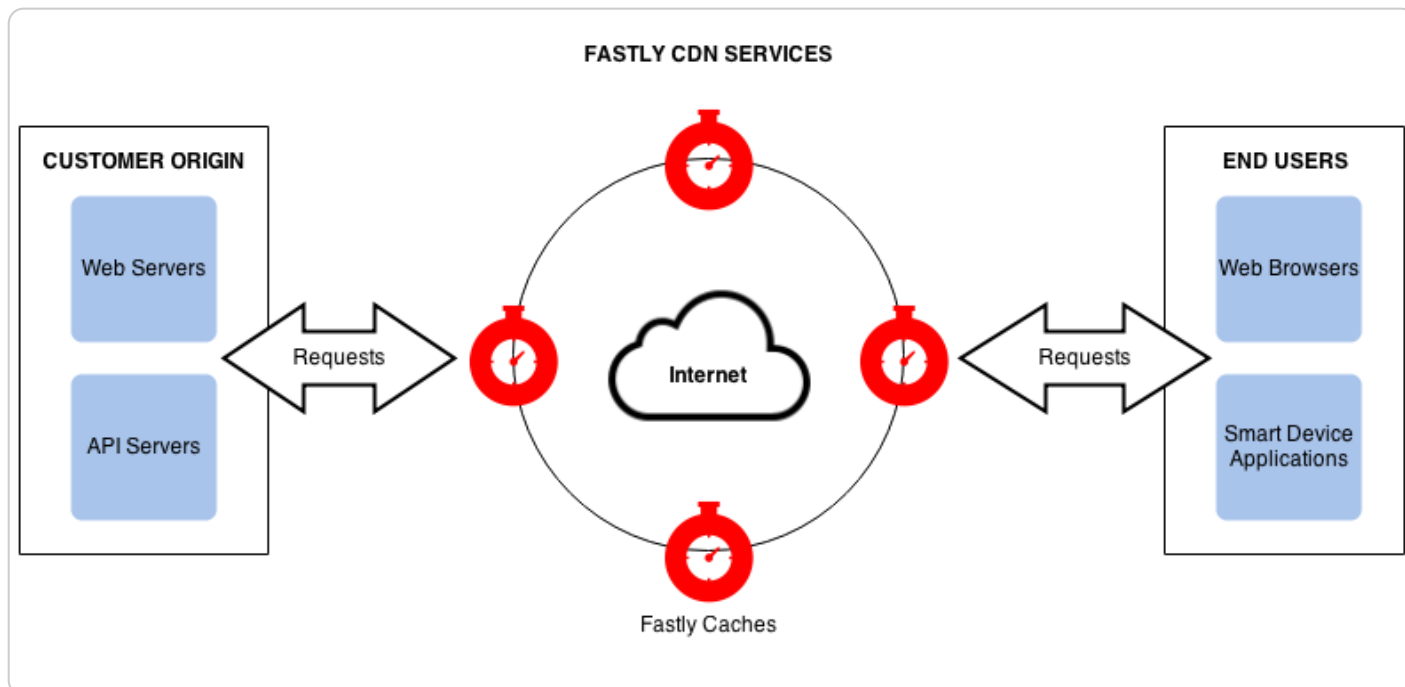 FASTLY CDN SERVICES
CUSTOMER ORIGIN
Web Servers
API Servers
Requests
Internet
Fastly Caches
Requests
END USERS
Web Browsers
Smart Device
Applications